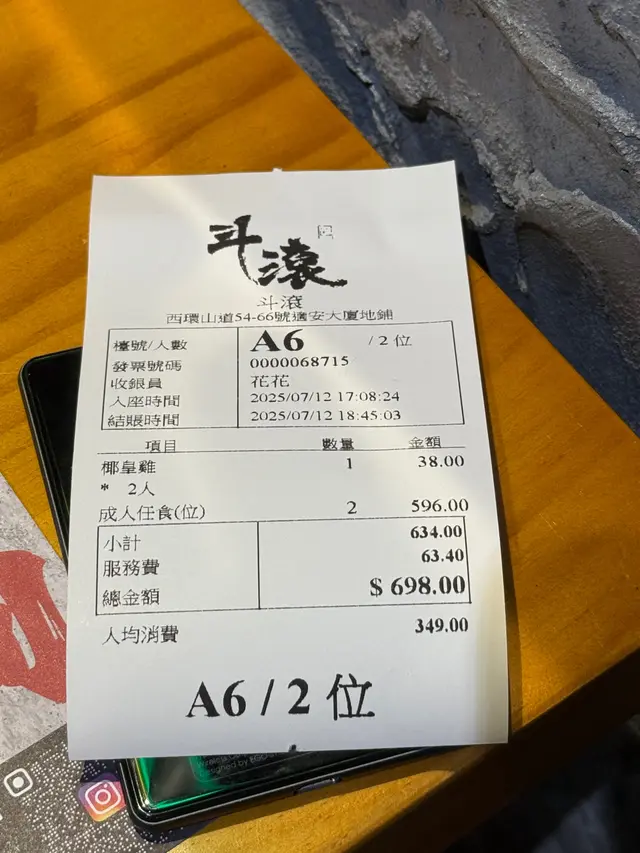 斗滾
斗滾
西環山道54-66號適安大廈地鋪
檯號/人數 A6 / 2 位
發票號碼 0000068715
收銀員 花花
入座時間 2025/07/12 17:08:24
結賬時間 2025/07/12 18:45:03
項目 數量 金額
椰皇雞 1 38.00
* 2人
成人任食(位) 2 596.00
小計 634.00
服務費 63.40
總金額 $ 698.00
人均消費 349.00
A6 / 2 位